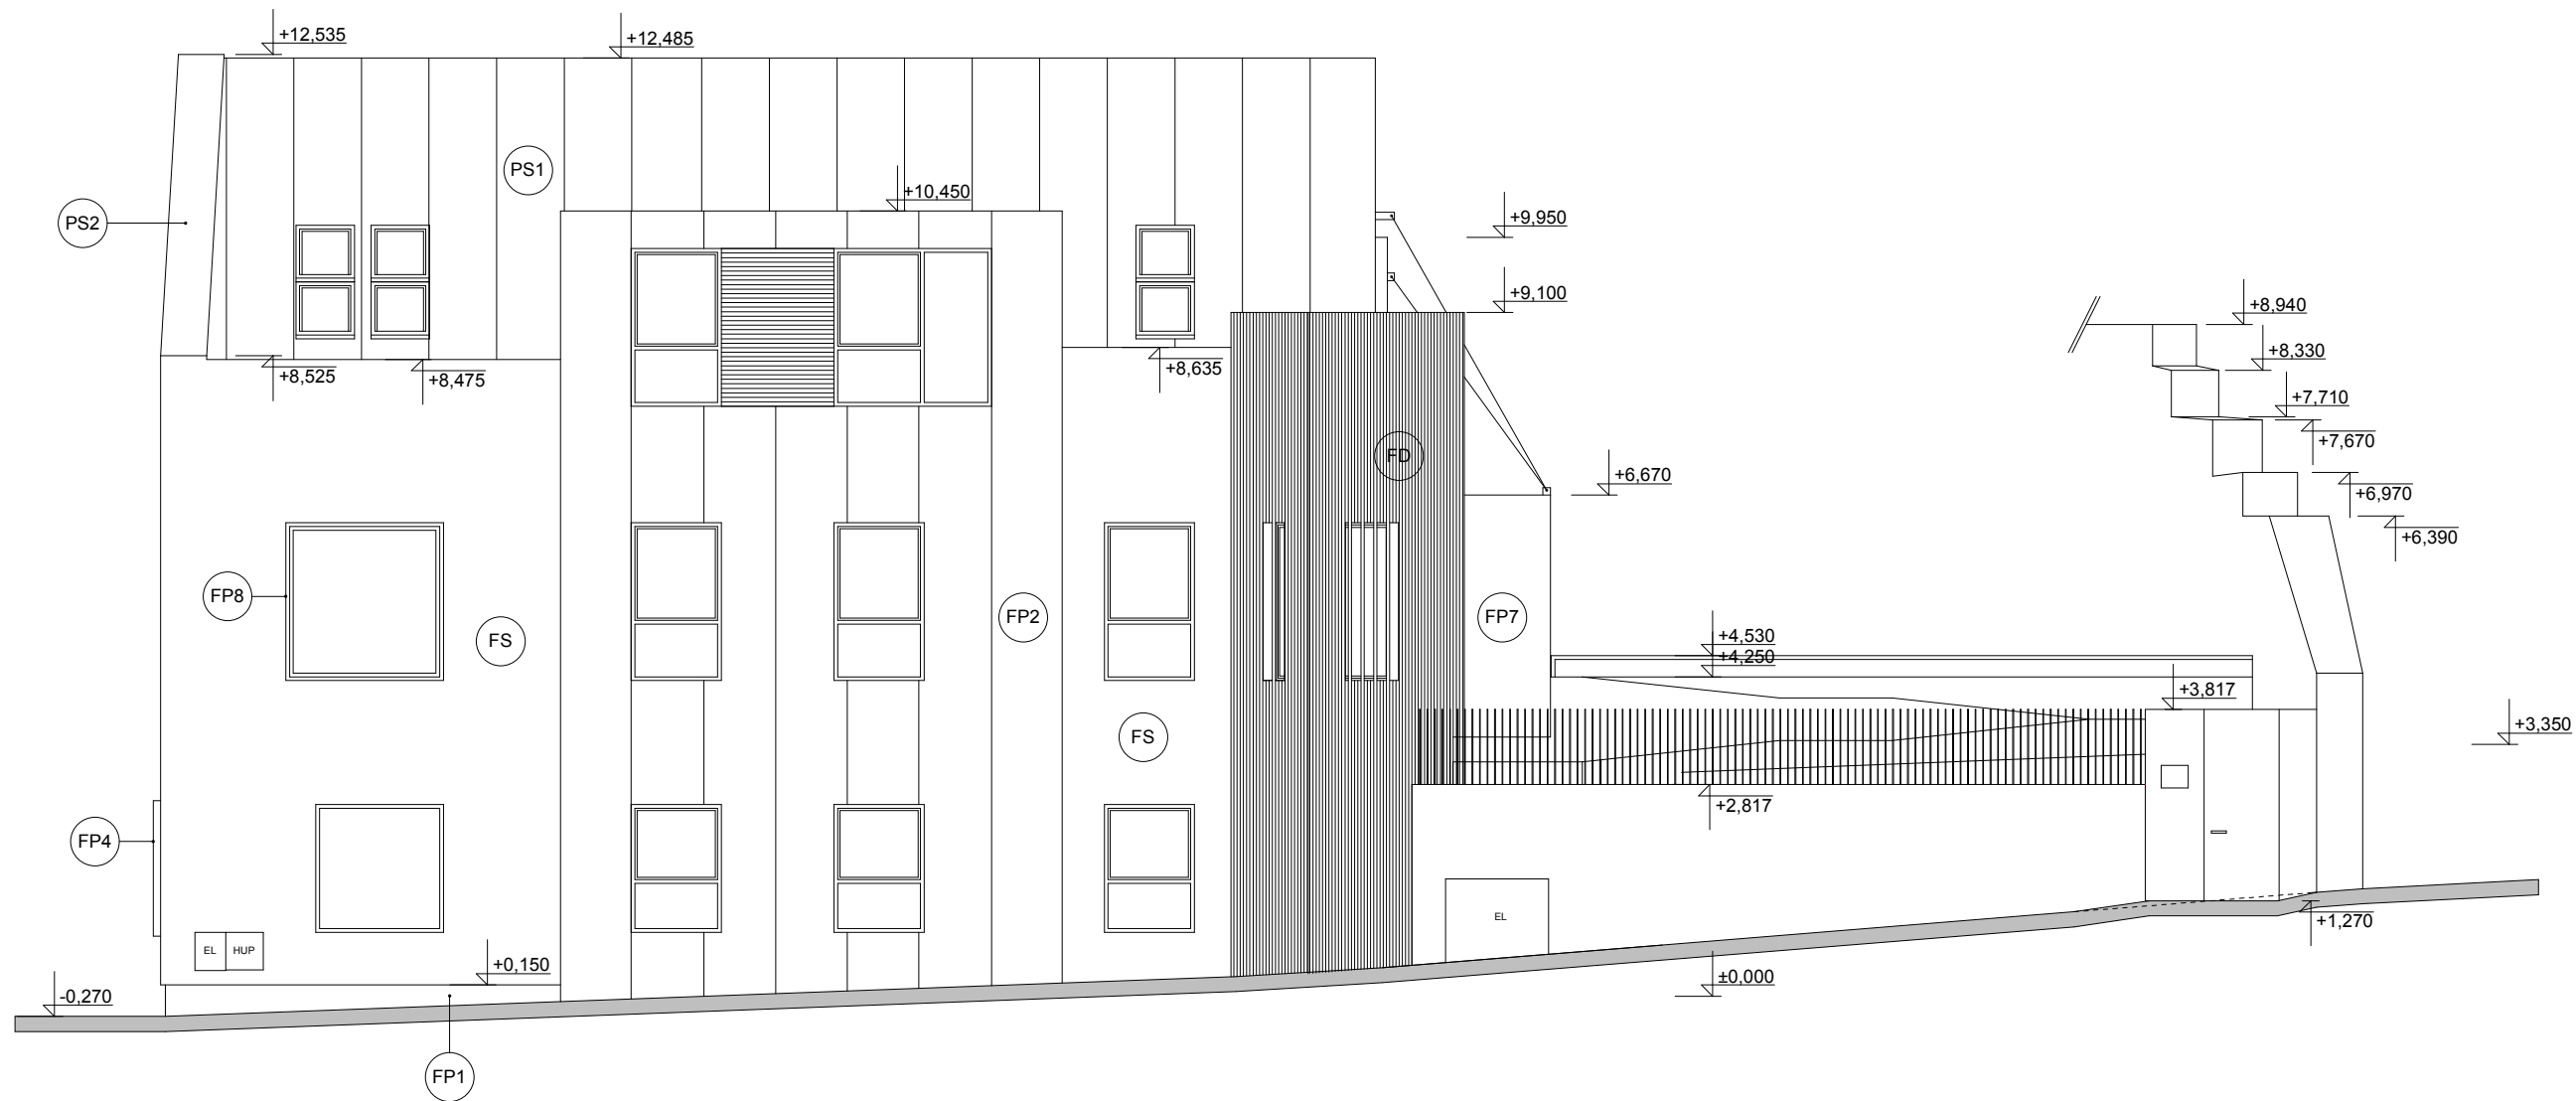 +12,535
+12,485
PS1
+10,450
PS2
+9,950
+9,100
+8,940
+8,330
+8,525
+8,475
+8,635
+7,710
+7,670
FD
+6,670
+6,970
+6,390
FP8
FS
FP2
FP7
+4,530
+4,250
+3,817
FS
+3,350
+2,817
FP4
EL
+1,270
EL HUP
+0,150
±0,000
-0,270
FP1